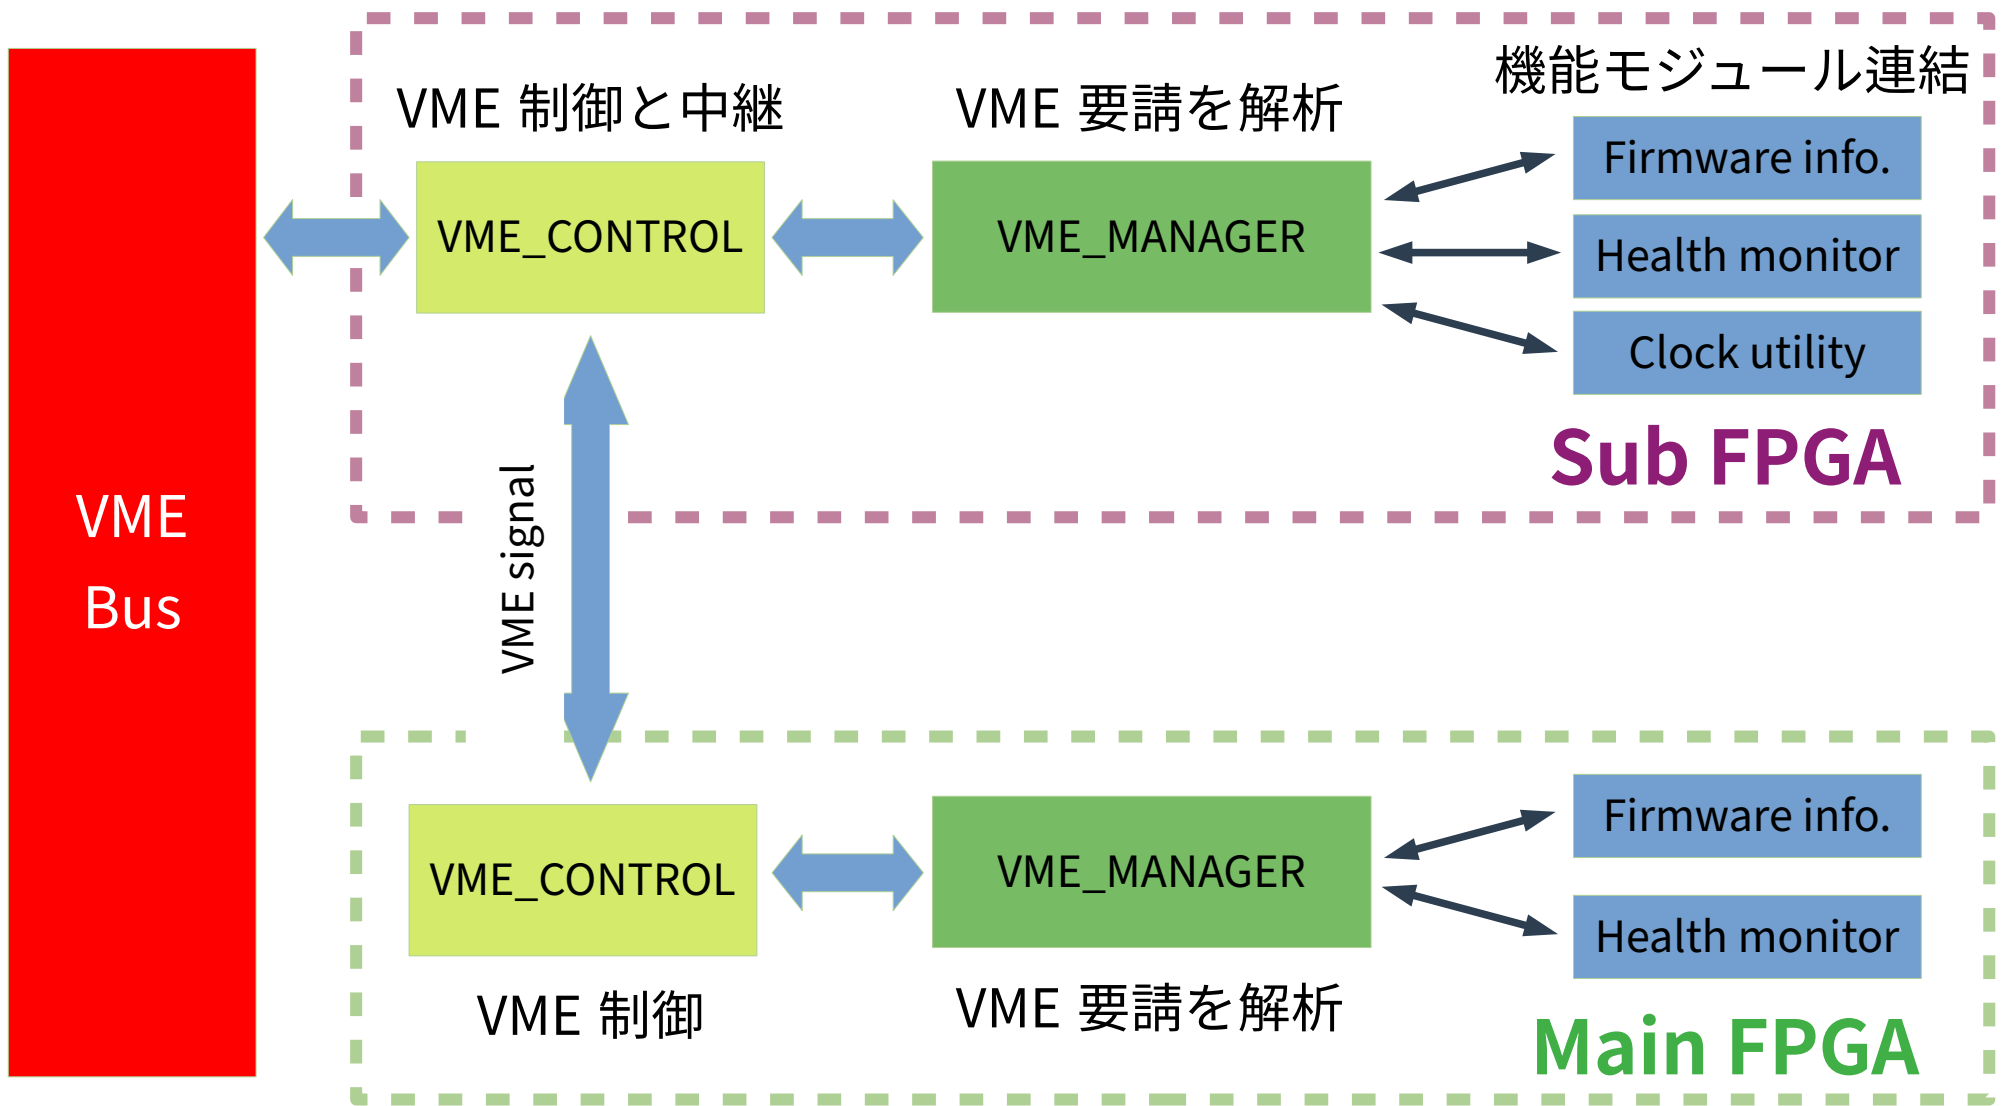 VME
Bus
VME 制御と中継
VME 要請を解析
機能モジュール連結
VME_CONTROL
VME_MANAGER
Firmware info.
Health monitor
Clock utility
Sub FPGA
VME signal
VME_CONTROL
VME_MANAGER
Firmware info.
Health monitor
VME 制御
VME 要請を解析
Main FPGA